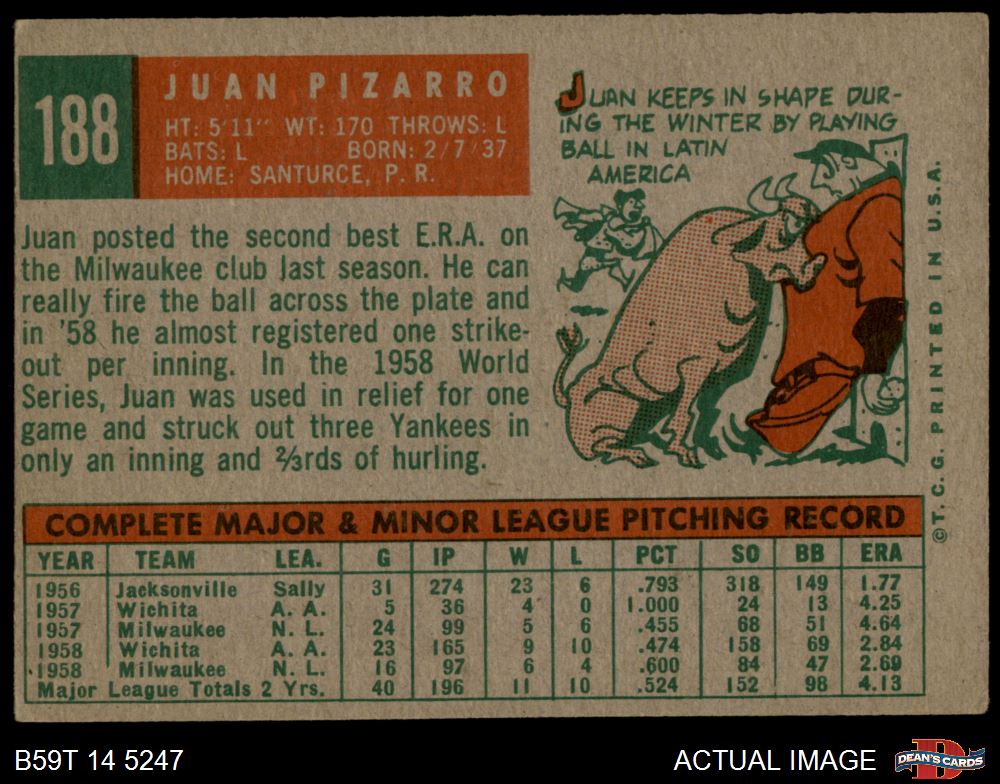 188
JUAN PIZARRO
HT: 5'11" WT: 170 THROWS: L
BATS: L BORN: 2/7/37
HOME: SANTURCE, P. R.
JUAN KEEPS IN SHAPE DUR-
ING THE WINTER BY PLAYING
BALL IN LATIN
AMERICA
Juan posted the second best E.R.A. on
the Milwaukee club last season. He can
really fire the ball across the plate and
in '58 he almost registered one strike-
out per inning. In the 1958 World
Series, Juan was used in relief for one
game and struck out three Yankees in
only an inning and ⅔rds of hurling.
©T. C. G. PRINTED IN U.S.A.
COMPLETE MAJOR & MINOR LEAGUE PITCHING RECORD
YEAR TEAM LEA. G IP W L PCT SO BB ERA
1956 Jacksonville Sally 31 274 23 6 .793 318 149 1.77
1957 Wichita A. A. 5 36 4 0 1.000 24 13 4.25
1957 Milwaukee N. L. 24 99 5 6 .455 68 51 4.64
1958 Wichita A. A. 23 165 9 10 .474 158 69 2.84
1958 Milwaukee N. L. 16 97 6 4 .600 84 47 2.69
Major League Totals 2 Yrs. 40 196 11 10 .524 152 98 4.13
B59T 14 5247
ACTUAL IMAGE
D
DEAN'S CARDS